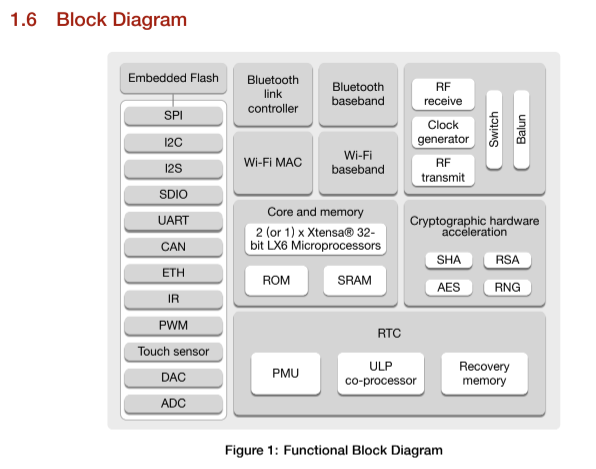 1.6 Block Diagram
Embedded Flash
SPI
I2C
I2S
SDIO
UART
CAN
ETH
IR
PWM
Touch sensor
DAC
ADC
Bluetooth
link
controller
Bluetooth
baseband
Wi-Fi MAC
Wi-Fi
baseband
RF
receive
Clock
generator
RF
transmit
Switch
Balun
Core and memory
2 (or 1) x Xtensa® 32-
bit LX6 Microprocessors
ROM
SRAM
Cryptographic hardware
acceleration
SHA
RSA
AES
RNG
RTC
PMU
ULP
co-processor
Recovery
memory
Figure 1: Functional Block Diagram